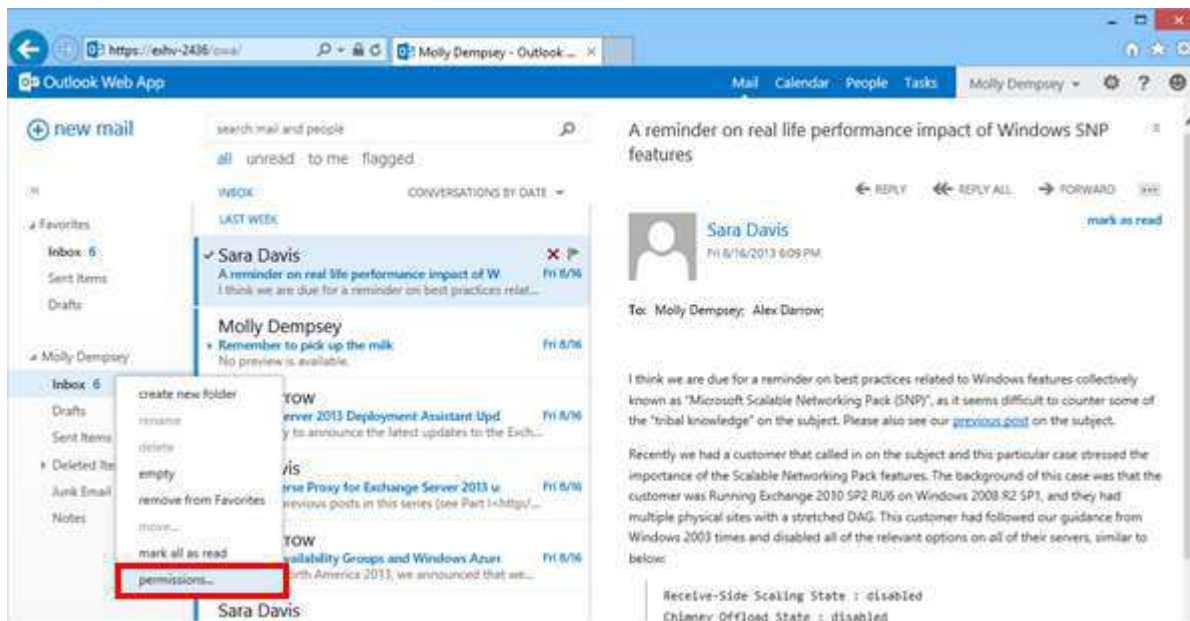 https://exhv-2436/owa/
Molly Dempsey - Outlook ...
Outlook Web App
Mail Calendar People Tasks Molly Dempsey ?
new mail
search mail and people
all unread to me flagged
INBOX CONVERSATIONS BY DATE
Favorites
Inbox 6
Sent Items
Drafts
Molly Dempsey
Inbox 6
Drafts
Sent Items
Deleted Ite
Junk Email
Notes
create new folder
rename
delete
empty
remove from Favorites
move...
mark all as read
permissions...
LAST WEEK
Sara Davis
A reminder on real life performance impact of W Fri 8/16
I think we are due for a reminder on best practices relat...
Molly Dempsey
Remember to pick up the milk Fri 8/16
No preview is available.
row
erver 2013 Deployment Assistant Upd Fri 8/16
y to announce the latest updates to the Exch...
vis
erse Proxy for Exchange Server 2013 u Fri 8/16
revious posts in this series (see Part I<http:/...
row
vailability Groups and Windows Azure Fri 8/16
orth America 2013, we announced that we...
Sara Davis
A reminder on real life performance impact of Windows SNP
features
REPLY REPLY ALL FORWARD
mark as read
Sara Davis
Fri 8/16/2013 6:09 PM
To: Molly Dempsey; Alex Darrow;
I think we are due for a reminder on best practices related to Windows features collectively
known as "Microsoft Scalable Networking Pack (SNP)", as it seems difficult to counter some of
the "tribal knowledge" on the subject. Please also see our previous post on the subject.
Recently we had a customer that called in on the subject and this particular case stressed the
importance of the Scalable Networking Pack features. The background of this case was that the
customer was Running Exchange 2010 SP2 RU6 on Windows 2008 R2 SP1, and they had
multiple physical sites with a stretched DAG. This customer had followed our guidance from
Windows 2003 times and disabled all of the relevant options on all of their servers, similar to
below:
Receive-Side Scaling State : disabled
Chimney Offload State : disabled